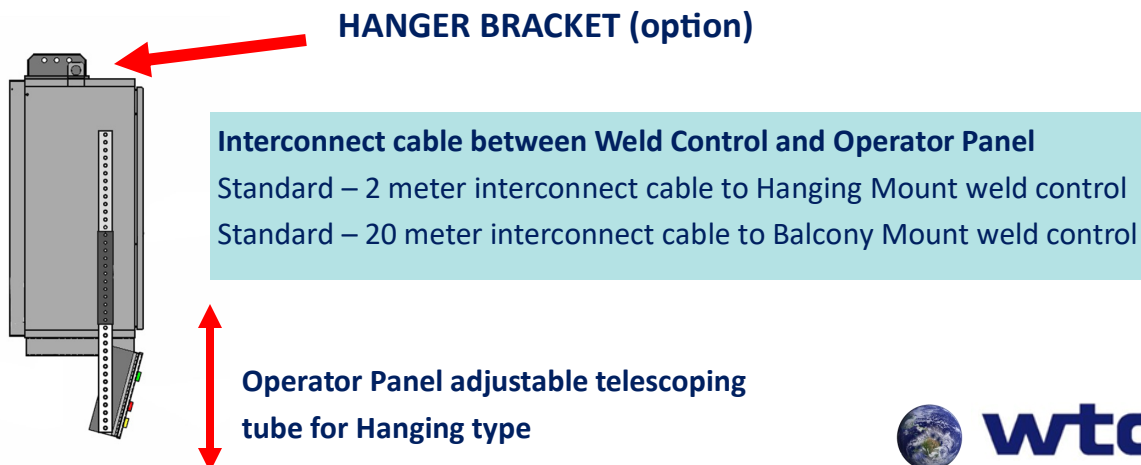 HANGER BRACKET (option)
Interconnect cable between Weld Control and Operator Panel
Standard – 2 meter interconnect cable to Hanging Mount weld control
Standard – 20 meter interconnect cable to Balcony Mount weld control
Operator Panel adjustable telescoping
tube for Hanging type
wtc